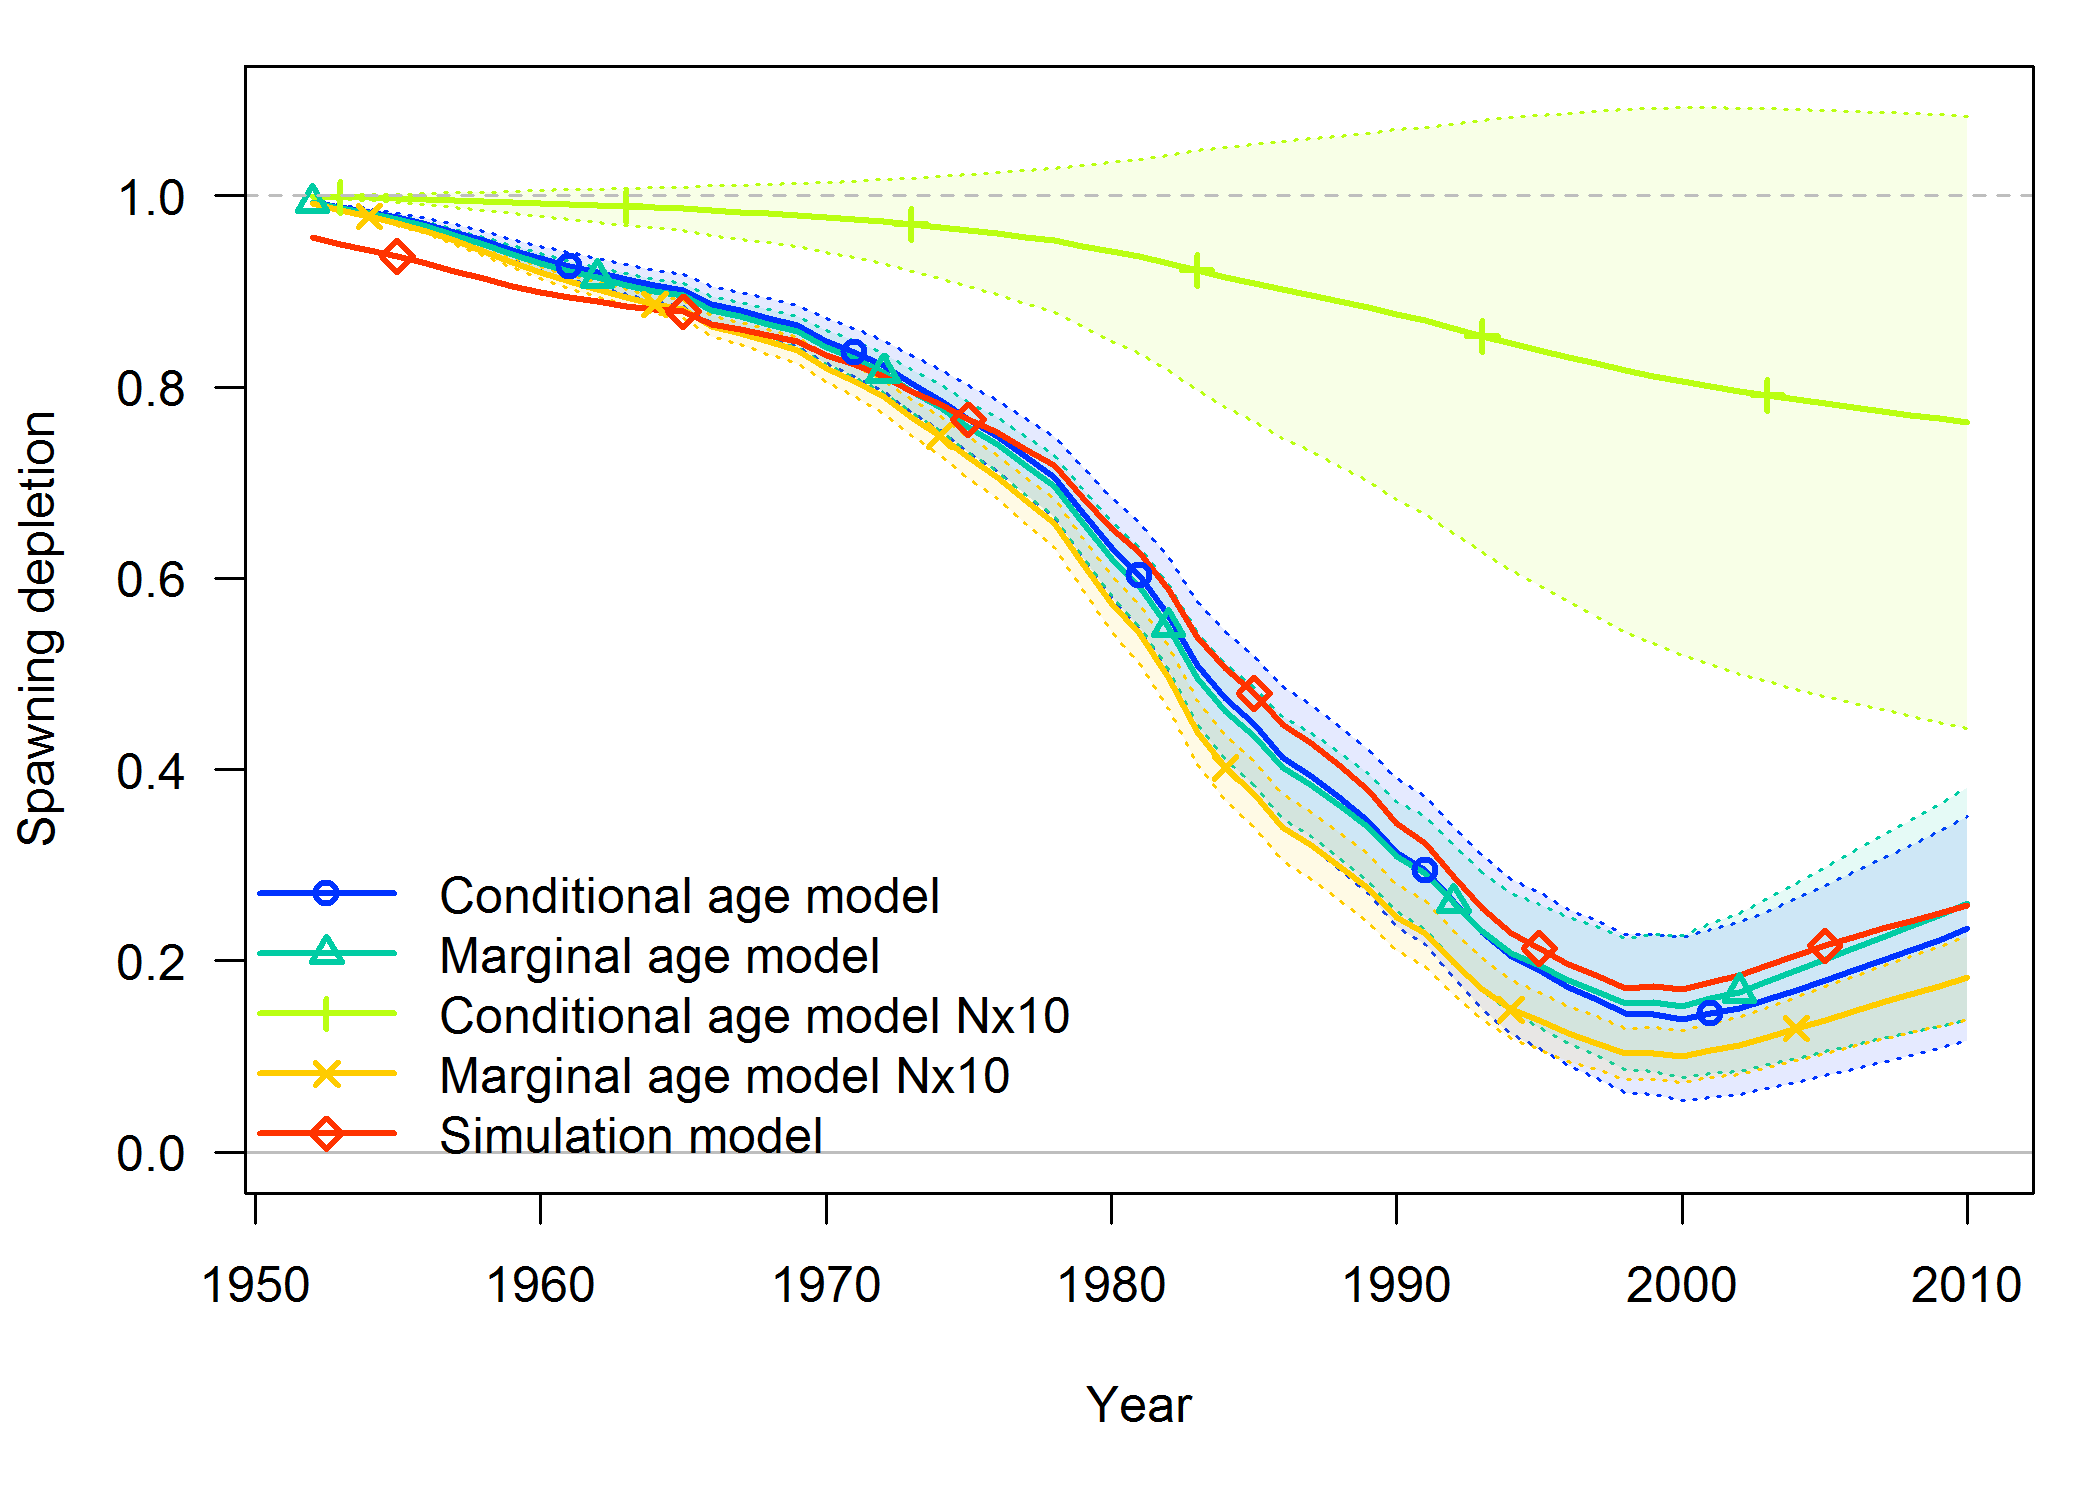 1.0
0.8
0.6
0.4
0.2
0.0
Spawning depletion
Conditional age model
Marginal age model
Conditional age model Nx10
Marginal age model Nx10
Simulation model
1950 1960 1970 1980 1990 2000 2010
Year